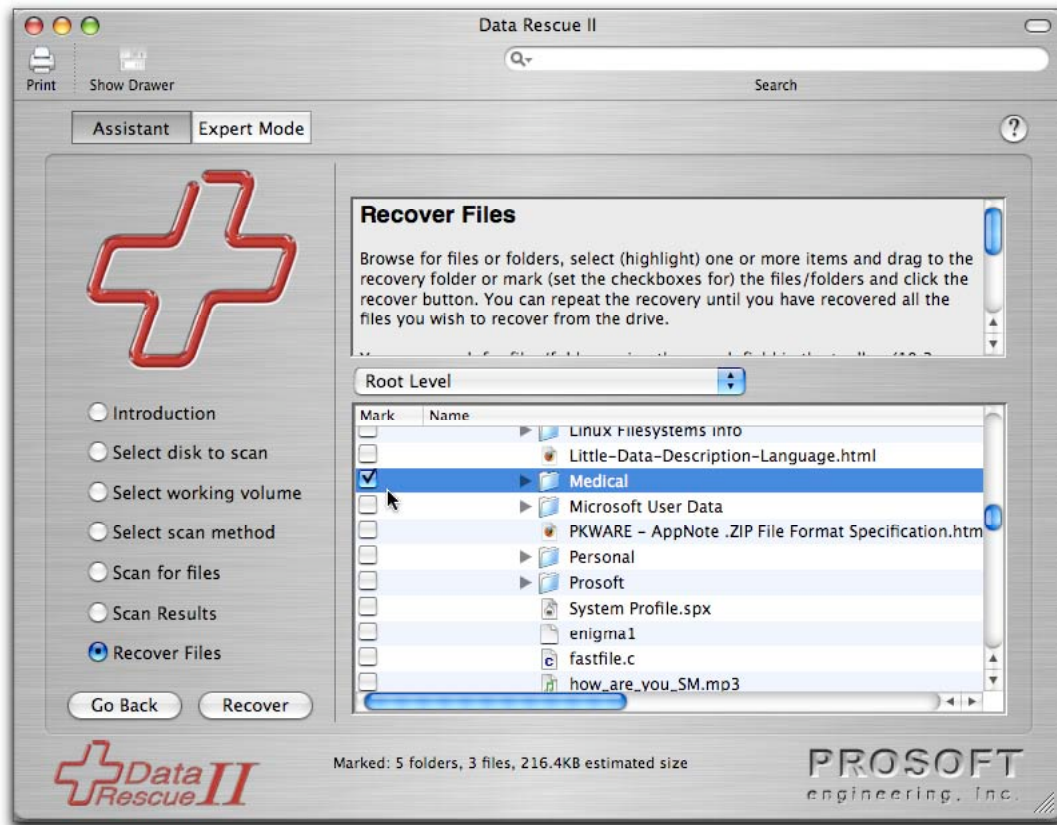 Data Rescue II
Print
Show Drawer
Search
Assistant
Expert Mode
?
Recover Files
Browse for files or folders, select (highlight) one or more items and drag to the
recovery folder or mark (set the checkboxes for) the files/folders and click the
recover button. You can repeat the recovery until you have recovered all the
files you wish to recover from the drive.
Root Level
Mark
Name
Linux Filesystems info
Little-Data-Description-Language.html
Medical
Microsoft User Data
PKWARE - AppNote .ZIP File Format Specification.htm
Personal
Prosoft
System Profile.spx
enigma1
c fastfile.c
how_are_you_SM.mp3
Introduction
Select disk to scan
Select working volume
Select scan method
Scan for files
Scan Results
Recover Files
Go Back
Recover
Data
Rescue II
Marked: 5 folders, 3 files, 216.4KB estimated size
PROSOFT
engineering, inc.